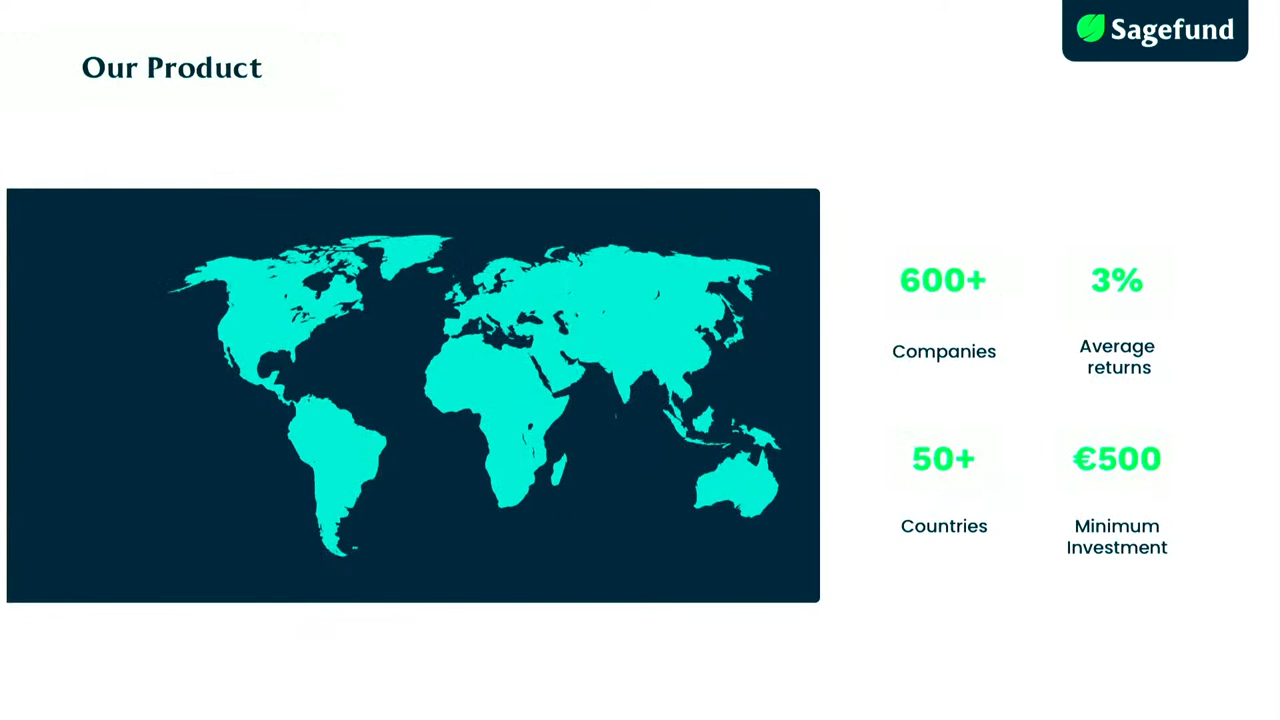 Sagefund
Our Product
600+
3%
Companies
Average
returns
50+
€500
Countries
Minimum
Investment